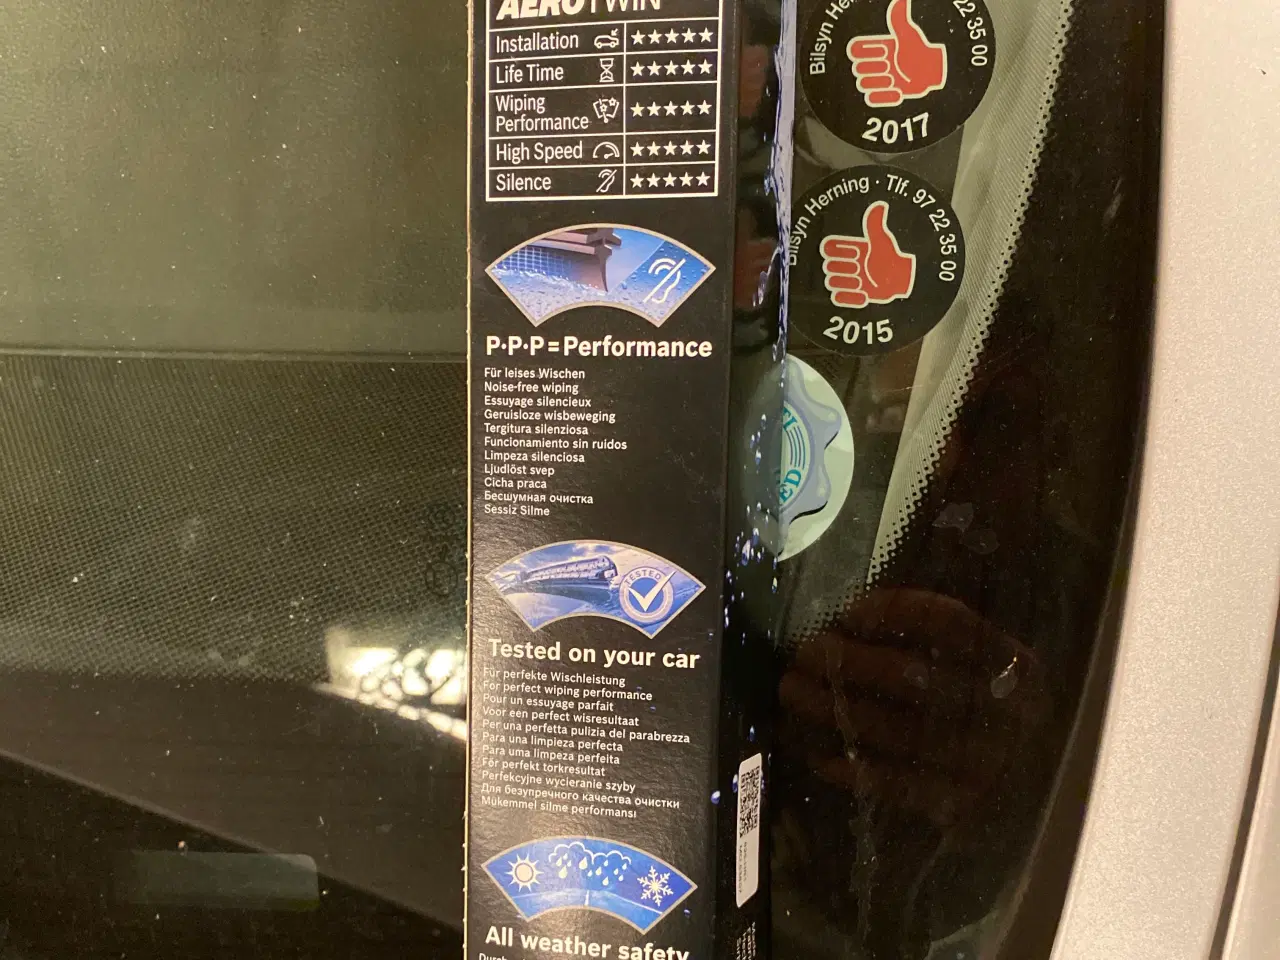 AEROTWIN
Installation ★★★★★
Life Time ★★★★★
Wiping
Performance ★★★★★
High Speed ★★★★★
Silence ★★★★★
P·P·P=Performance
Für leises Wischen
Noise-free wiping
Essuyage silencieux
Geruisloze wisbeweging
Tergitura silenziosa
Funcionamiento sin ruidos
Limpeza silenciosa
Ljudlöst svep
Cicha praca
Бесшумная очистка
Sessiz Silme
TESTED
Tested on your car
Für perfekte Wischleistung
For perfect wiping performance
Pour un essuyage parfait
Voor een perfect wisresultaat
Per una perfetta pulizia del parabrezza
Para una limpieza perfecta
Para uma limpeza perfeita
För perfekt torkresultat
Perfekcyjne wycieranie szyby
Для безупречного качества очистки
Mükemmel silme performansı
All weather safety
Bilsyn
22 35 00
2017
Bilsyn Herning · Tlf. 97 22 35 00
2015